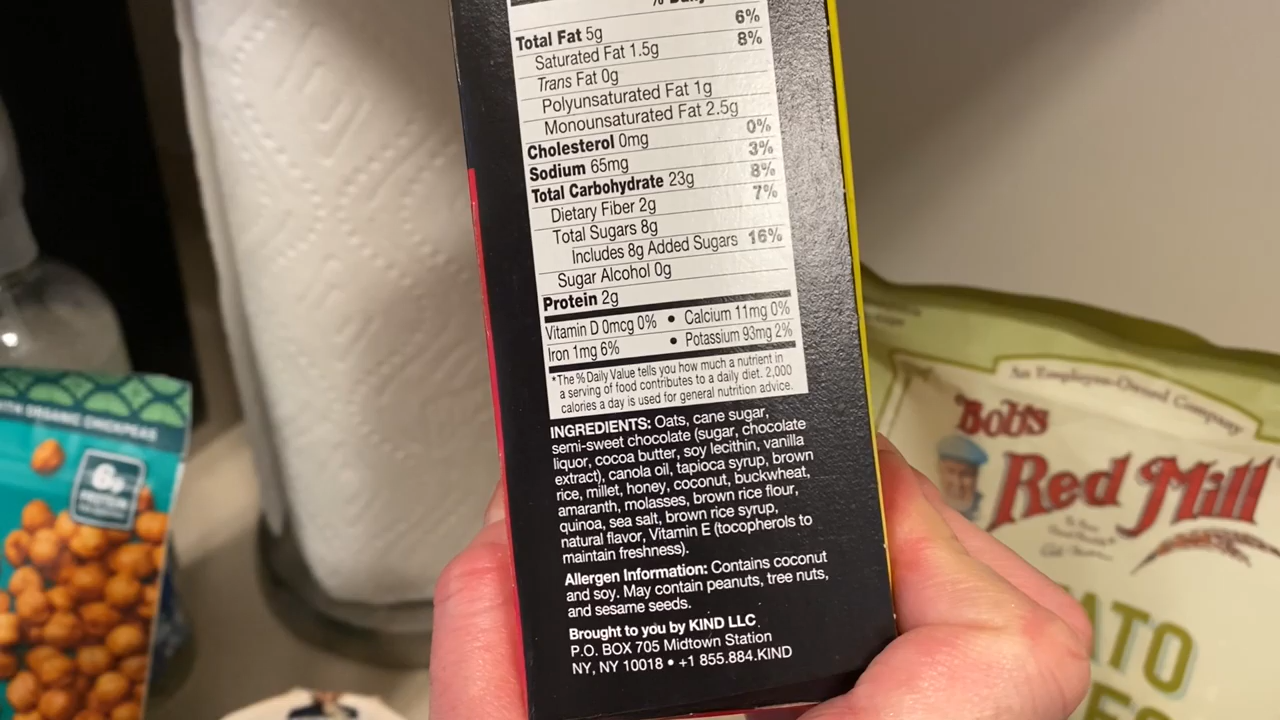 % Daily
Total Fat 5g 6%
Saturated Fat 1.5g 8%
Trans Fat 0g
Polyunsaturated Fat 1g
Monounsaturated Fat 2.5g
Cholesterol 0mg 0%
Sodium 65mg 3%
Total Carbohydrate 23g 8%
Dietary Fiber 2g 7%
Total Sugars 8g
Includes 8g Added Sugars 16%
Sugar Alcohol 0g
Protein 2g
Vitamin D 0mcg 0% • Calcium 11mg 0%
Iron 1mg 6% • Potassium 93mg 2%
*The % Daily Value tells you how much a nutrient in
a serving of food contributes to a daily diet. 2,000
calories a day is used for general nutrition advice.
INGREDIENTS: Oats, cane sugar,
semi-sweet chocolate (sugar, chocolate
liquor, cocoa butter, soy lecithin, vanilla
extract), canola oil, tapioca syrup, brown
rice, millet, honey, coconut, buckwheat,
amaranth, molasses, brown rice flour,
quinoa, sea salt, brown rice syrup,
natural flavor, Vitamin E (tocopherols to
maintain freshness).
Allergen Information: Contains coconut
and soy. May contain peanuts, tree nuts,
and sesame seeds.
Brought to you by KIND LLC
P.O. BOX 705 Midtown Station
NY, NY 10018 • +1 855.884.KIND
WITH ORGANIC CHICKPEAS
6g
PROTEIN
An Employee-Owned Company
Bob's
Red Mill
ATO